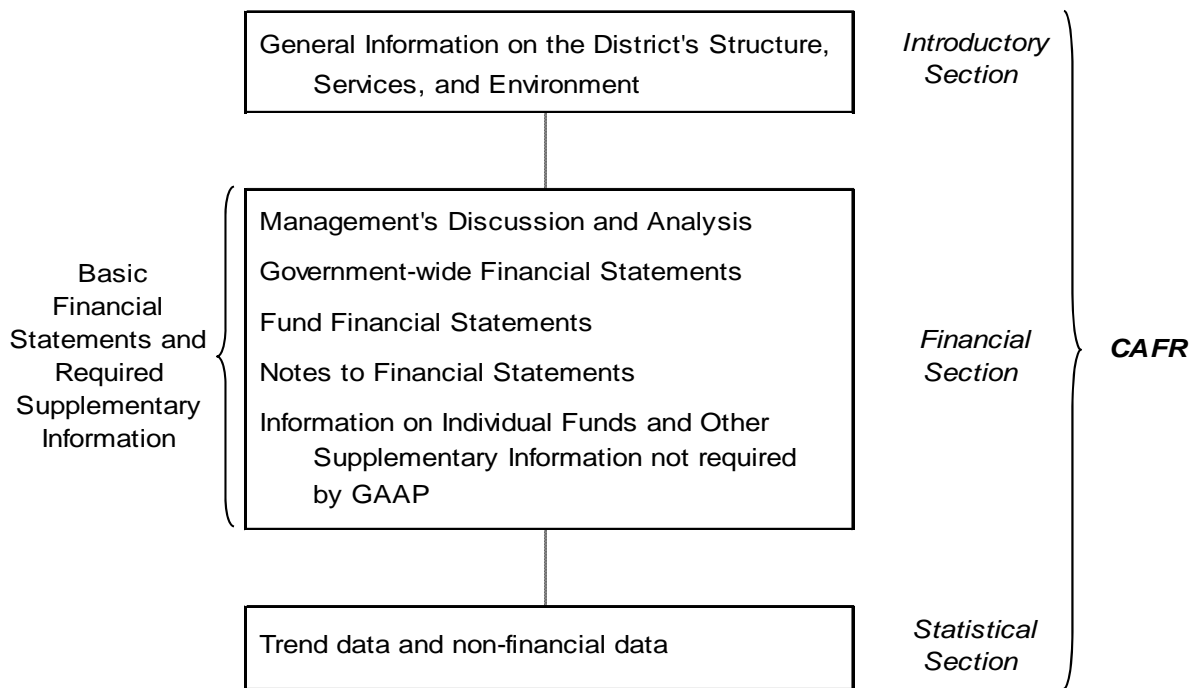 General Information on the District's Structure,
Services, and Environment
Introductory
Section
Basic
Financial
Statements and
Required
Supplementary
Information
Management's Discussion and Analysis
Government-wide Financial Statements
Fund Financial Statements
Notes to Financial Statements
Information on Individual Funds and Other
Supplementary Information not required
by GAAP
Financial
Section
CAFR
Trend data and non-financial data
Statistical
Section